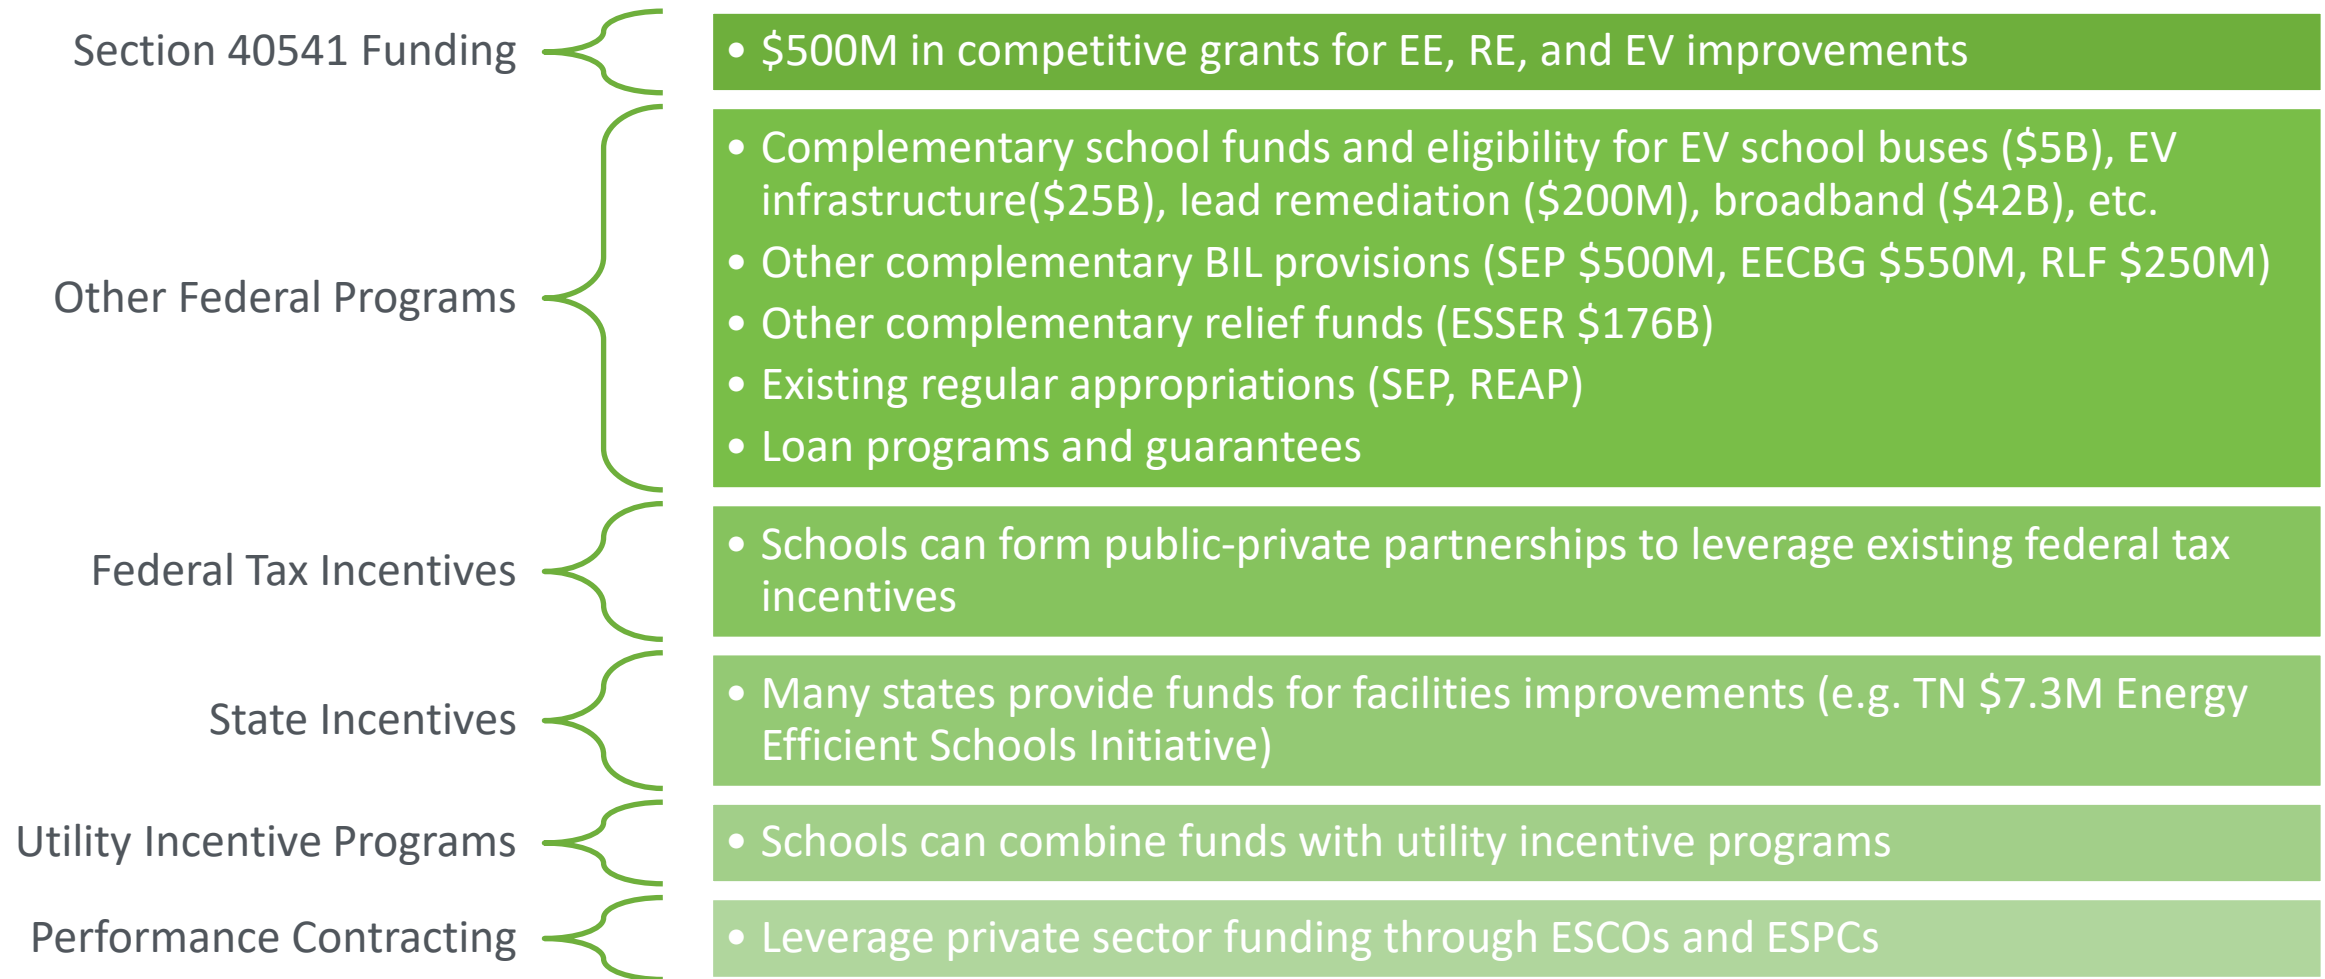 Section 40541 Funding
• $500M in competitive grants for EE, RE, and EV improvements
Other Federal Programs
• Complementary school funds and eligibility for EV school buses ($5B), EV
infrastructure($25B), lead remediation ($200M), broadband ($42B), etc.
• Other complementary BIL provisions (SEP $500M, EECBG $550M, RLF $250M)
• Other complementary relief funds (ESSER $176B)
• Existing regular appropriations (SEP, REAP)
• Loan programs and guarantees
Federal Tax Incentives
• Schools can form public-private partnerships to leverage existing federal tax
incentives
State Incentives
• Many states provide funds for facilities improvements (e.g. TN $7.3M Energy
Efficient Schools Initiative)
Utility Incentive Programs
• Schools can combine funds with utility incentive programs
Performance Contracting
• Leverage private sector funding through ESCOs and ESPCs